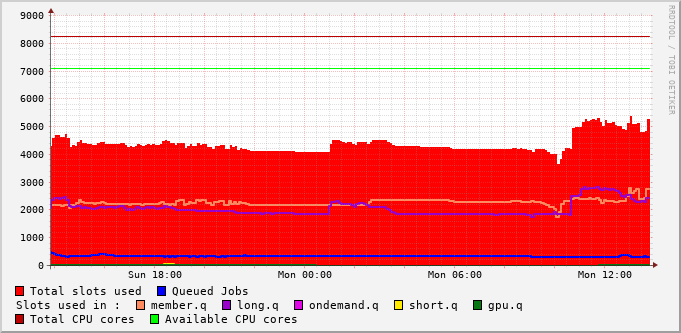 RRDTOOL / TOBI OETIKER
9000
8000
7000
6000
5000
4000
3000
2000
1000
0
Sun 18:00 Mon 00:00 Mon 06:00 Mon 12:00
Total slots used Queued Jobs
Slots used in : member.q long.q ondemand.q short.q gpu.q
Total CPU cores Available CPU cores